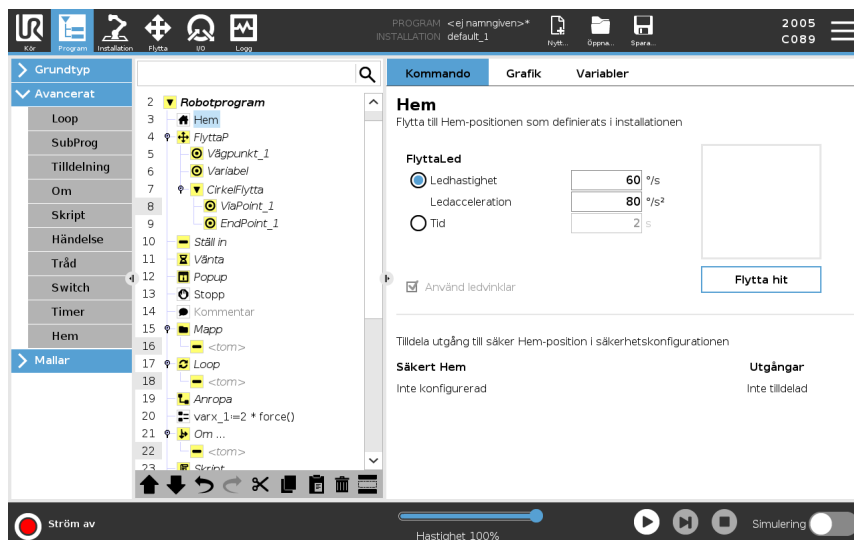 PROGRAM <ej namngiven>*
INSTALLATION default_1
Kör
Program
Installation
Flytta
I/O
Logg
Nytt...
Öppna...
Spara...
2005
C089
Grundtyp
Avancerat
Loop
SubProg
Tilldelning
Om
Skript
Händelse
Tråd
Switch
Timer
Hem
Mallar
2 Robotprogram
3 Hem
4 FlyttaP
5 Vägpunkt_1
6 Variabel
7 CirkelFlytta
8 ViaPoint_1
9 EndPoint_1
10 Ställ in
11 Vänta
12 Popup
13 Stopp
14 Kommentar
15 Mapp
16 <tom>
17 Loop
18 <tom>
19 Anropa
20 varx_1:=2 * force()
21 Om ...
22 <tom>
23 Skript
Kommando Grafik Variabler
Hem
Flytta till Hem-positionen som definierats i installationen
FlyttaLed
Ledhastighet 60 °/s
Ledacceleration 80 °/s²
Tid 2 s
Använd ledvinklar
Flytta hit
Tilldela utgång till säker Hem-position i säkerhetskonfigurationen
Säkert Hem Utgångar
Inte konfigurerad Inte tilldelad
Ström av
Hastighet 100%
Simulering